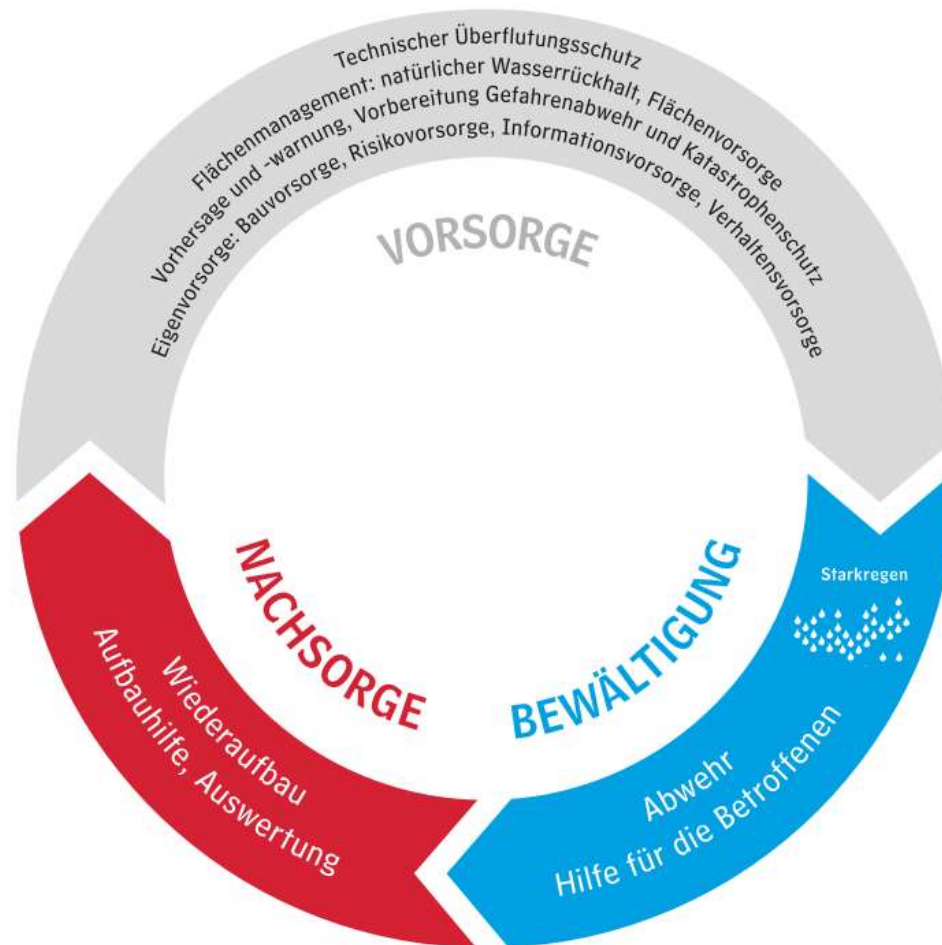 Technischer Überflutungsschutz
Flächenmanagement: natürlicher Wasserrückhalt, Flächenvorsorge
Vorhersage und -warnung, Vorbereitung Gefahrenabwehr und Katastrophenschutz
Eigenvorsorge: Bauvorsorge, Risikovorsorge, Informationsvorsorge, Verhaltensvorsorge
VORSORGE
Starkregen
BEWÄLTIGUNG
Abwehr
Hilfe für die Betroffenen
NACHSORGE
Wiederaufbau
Aufbauhilfe, Auswertung